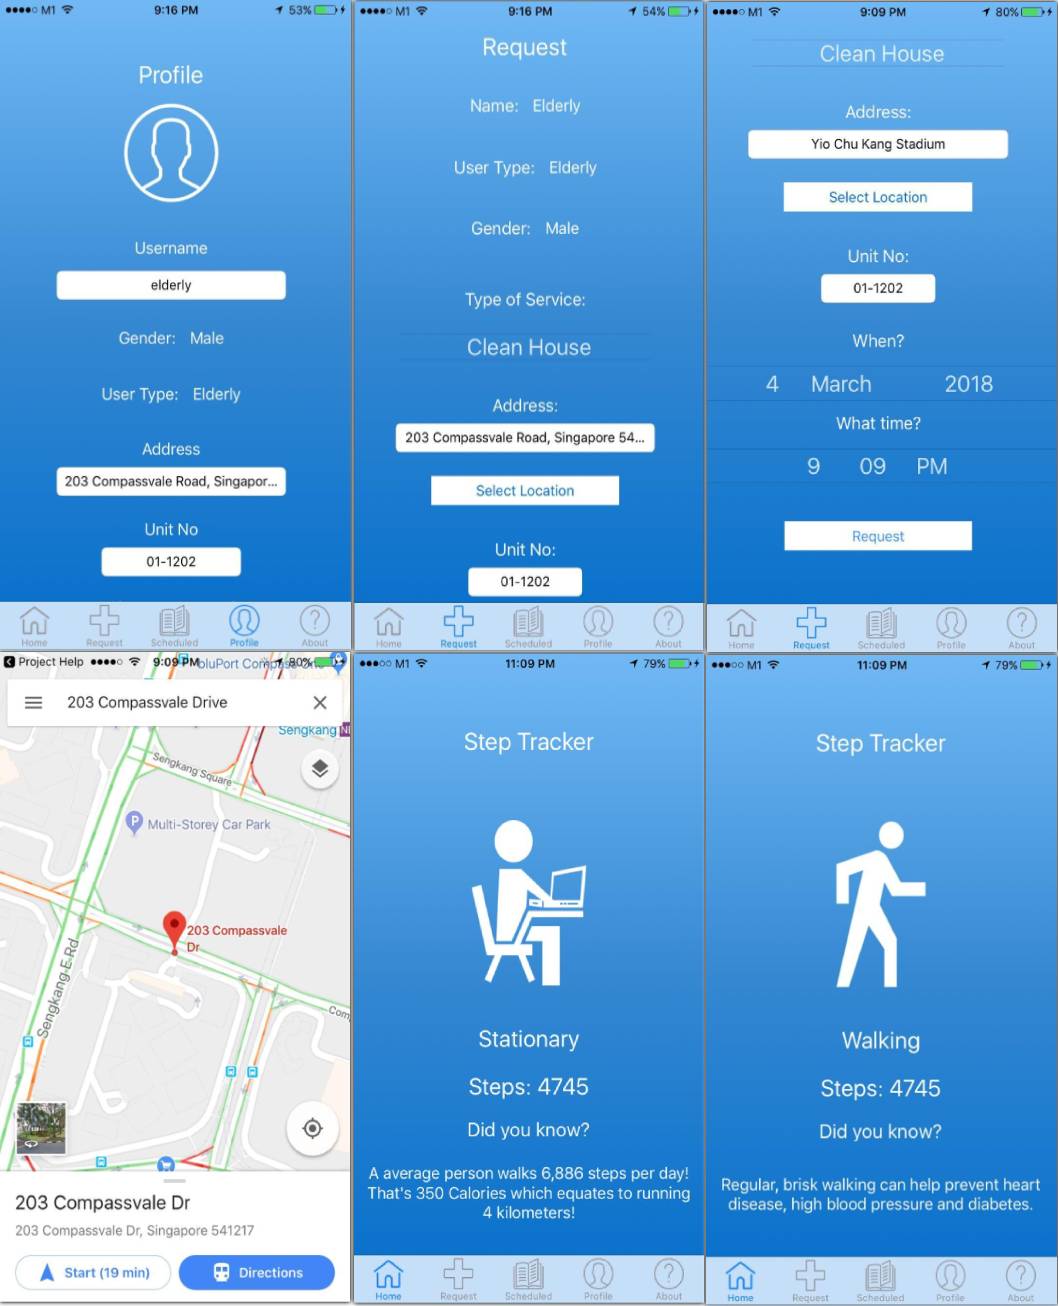 M1 9:16 PM 53%
Profile
Username
elderly
Gender: Male
User Type: Elderly
Address
203 Compassvale Road, Singapor...
Unit No
01-1202
Home Request Scheduled Profile About
M1 9:16 PM 54%
Request
Name: Elderly
User Type: Elderly
Gender: Male
Type of Service:
Clean House
Address:
203 Compassvale Road, Singapore 54...
Select Location
Unit No:
01-1202
Home Request Scheduled Profile About
M1 9:09 PM 80%
Clean House
Address:
Yio Chu Kang Stadium
Select Location
Unit No:
01-1202
When?
4 March 2018
What time?
9 09 PM
Request
Home Request Scheduled Profile About
Project Help 9:09 PM 80%
203 Compassvale Drive
Sengkang
Sengkang Square
P
Multi-Storey Car Park
203 Compassvale
Dr
Sengkang E Rd
203 Compassvale Dr
203 Compassvale Dr, Singapore 541217
Start (19 min) Directions
M1 11:09 PM 79%
Step Tracker
Stationary
Steps: 4745
Did you know?
A average person walks 6,886 steps per day!
That's 350 Calories which equates to running
4 kilometers!
Home Request Scheduled Profile About
M1 11:09 PM 79%
Step Tracker
Walking
Steps: 4745
Did you know?
Regular, brisk walking can help prevent heart
disease, high blood pressure and diabetes.
Home Request Scheduled Profile About